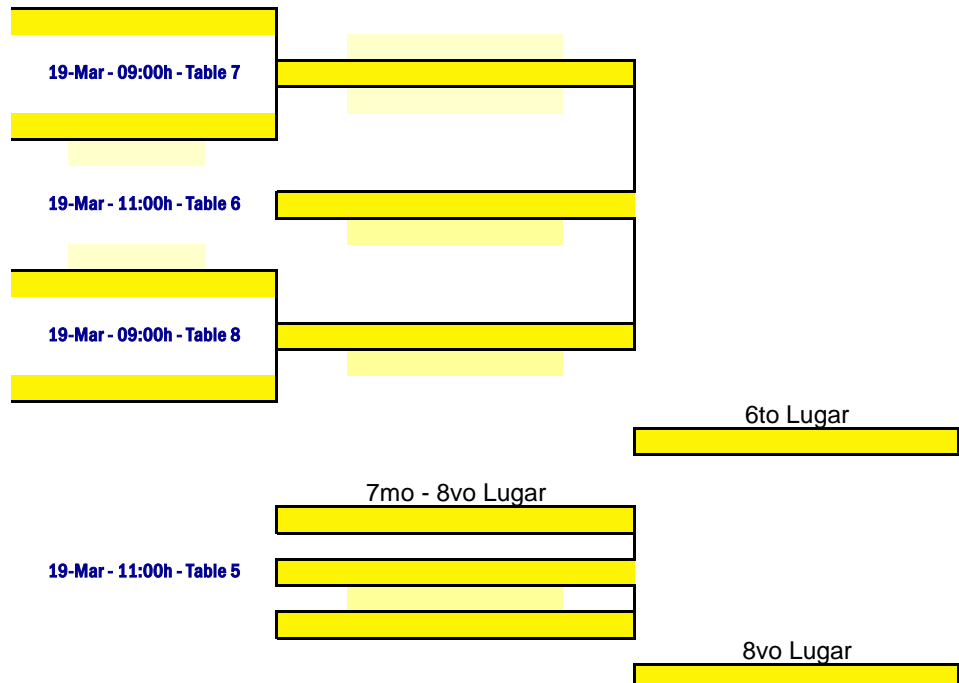 19-Mar - 09:00h - Table 7
19-Mar - 11:00h - Table 6
19-Mar - 09:00h - Table 8
6to Lugar
7mo - 8vo Lugar
19-Mar - 11:00h - Table 5
8vo Lugar